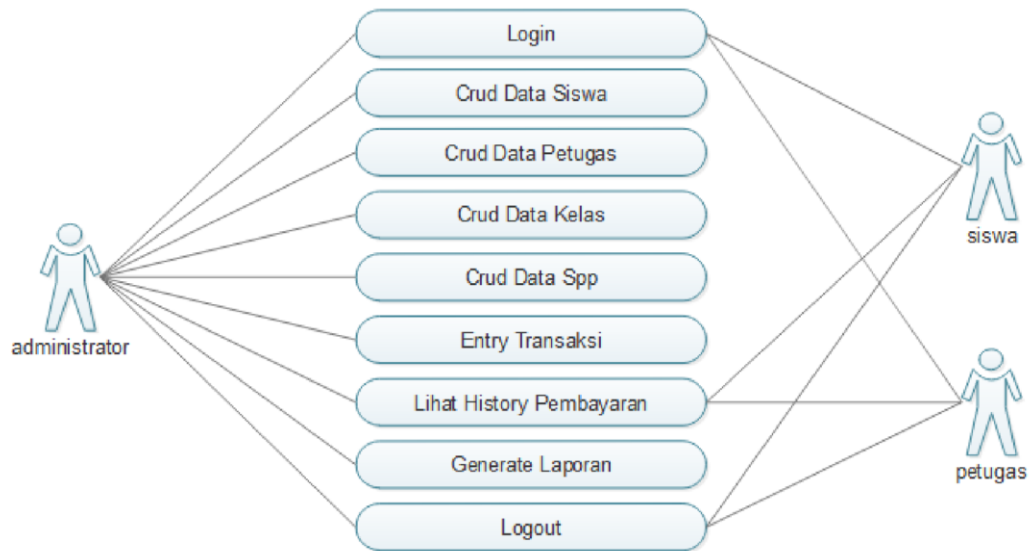 Login
Crud Data Siswa
Crud Data Petugas
Crud Data Kelas
Crud Data Spp
Entry Transaksi
Lihat History Pembayaran
Generate Laporan
Logout
administrator
siswa
petugas